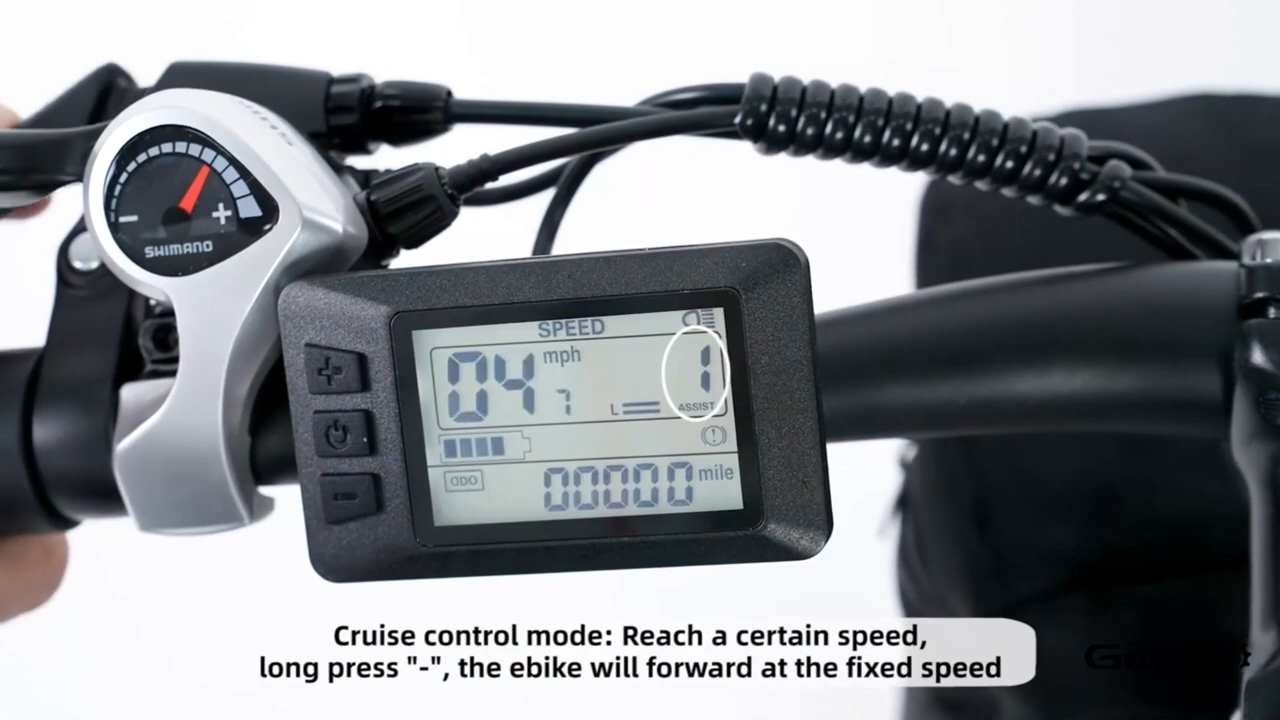 SHIMANO
SPEED
04 mph
7
L
1
ASSIST
ODO
00000 mile
Cruise control mode: Reach a certain speed,
long press "-", the ebike will forward at the fixed speed